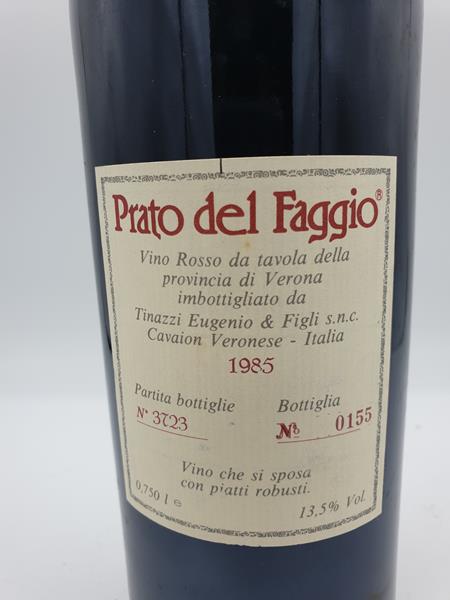 Prato del Faggio®
Vino Rosso da tavola della
provincia di Verona
imbottigliato da
Tinazzi Eugenio & Figli s.n.c.
Cavaion Veronese - Italia
1985
Partita bottiglie
N° 3723
Bottiglia
N° 0155
Vino che si sposa
con piatti robusti.
0,750 l e
13,5% Vol.